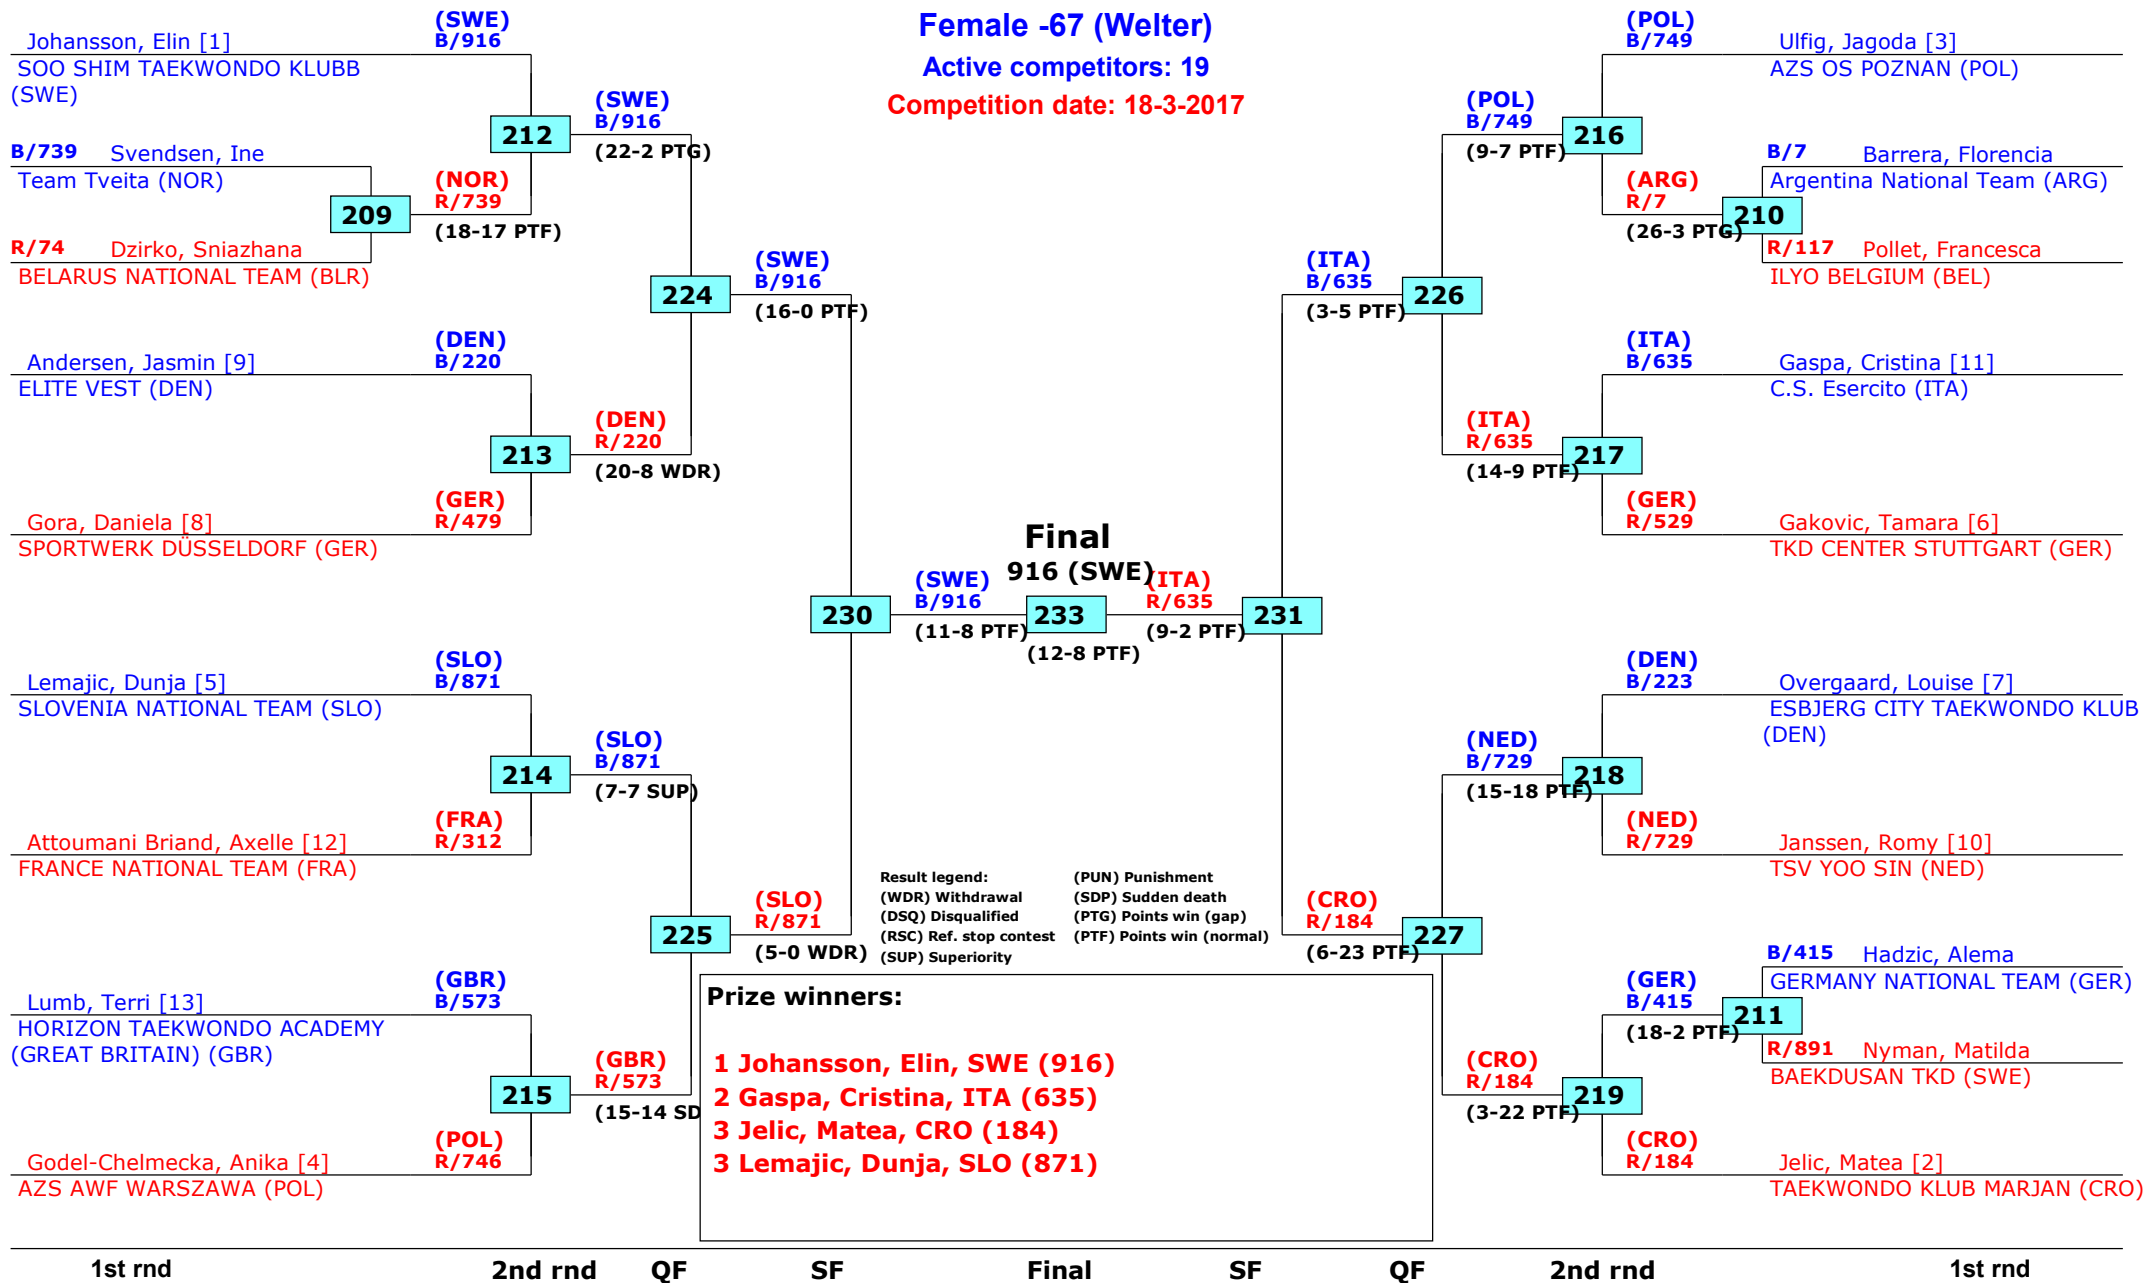 Female -67 (Welter)
Active competitors: 19
Competition date: 18-3-2017
(SWE)
B/916
Johansson, Elin [1]
SOO SHIM TAEKWONDO KLUBB
(SWE)
B/739 Svendsen, Ine
Team Tveita (NOR)
209
R/74 Dzirko, Sniazhana
BELARUS NATIONAL TEAM (BLR)
(NOR)
R/739
(18-17 PTF)
212
(SWE)
B/916
(22-2 PTG)
Andersen, Jasmin [9]
ELITE VEST (DEN)
(DEN)
B/220
213
(DEN)
R/220
(20-8 WDR)
Gora, Daniela [8]
SPORTWERK DÜSSELDORF (GER)
(GER)
R/479
224
(SWE)
B/916
(16-0 PTF)
Lemajic, Dunja [5]
SLOVENIA NATIONAL TEAM (SLO)
(SLO)
B/871
214
(SLO)
B/871
(7-7 SUP)
Attoumani Briand, Axelle [12]
FRANCE NATIONAL TEAM (FRA)
(FRA)
R/312
225
(SLO)
R/871
(5-0 WDR)
Lumb, Terri [13]
HORIZON TAEKWONDO ACADEMY
(GREAT BRITAIN) (GBR)
(GBR)
B/573
215
(GBR)
R/573
(15-14 SD
Godel-Chelmecka, Anika [4]
AZS AWF WARSZAWA (POL)
(POL)
R/746
230
(SWE)
B/916
(11-8 PTF)
Final
916 (SWE)
233
(12-8 PTF)
(ITA)
R/635
(9-2 PTF)
231
(POL)
B/749
Ulfig, Jagoda [3]
AZS OS POZNAN (POL)
(POL)
B/749
(9-7 PTF)
216
B/7 Barrera, Florencia
Argentina National Team (ARG)
(ARG)
R/7
(26-3 PTG)
210
R/117 Pollet, Francesca
ILYO BELGIUM (BEL)
(ITA)
B/635
(3-5 PTF)
226
(ITA)
B/635
Gaspa, Cristina [11]
C.S. Esercito (ITA)
(ITA)
R/635
(14-9 PTF)
217
(GER)
R/529
Gakovic, Tamara [6]
TKD CENTER STUTTGART (GER)
(DEN)
B/223
Overgaard, Louise [7]
ESBJERG CITY TAEKWONDO KLUB
(DEN)
(NED)
B/729
(15-18 PTF)
218
(NED)
R/729
Janssen, Romy [10]
TSV YOO SIN (NED)
(CRO)
R/184
(6-23 PTF)
227
B/415 Hadzic, Alema
GERMANY NATIONAL TEAM (GER)
(GER)
B/415
(18-2 PTF)
211
R/891 Nyman, Matilda
BAEKDUSAN TKD (SWE)
(CRO)
R/184
(3-22 PTF)
219
(CRO)
R/184
Jelic, Matea [2]
TAEKWONDO KLUB MARJAN (CRO)
Result legend:
(WDR) Withdrawal
(DSQ) Disqualified
(RSC) Ref. stop contest
(SUP) Superiority
(PUN) Punishment
(SDP) Sudden death
(PTG) Points win (gap)
(PTF) Points win (normal)
Prize winners:
1 Johansson, Elin, SWE (916)
2 Gaspa, Cristina, ITA (635)
3 Jelic, Matea, CRO (184)
3 Lemajic, Dunja, SLO (871)
1st rnd 2nd rnd QF SF Final SF QF 2nd rnd 1st rnd